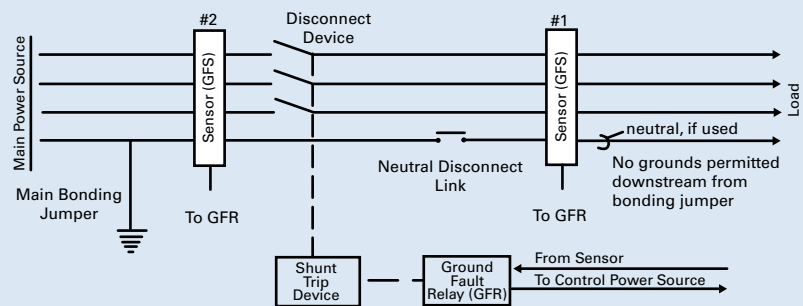 #2
Disconnect
Device
#1
Main Power Source
Sensor (GFS)
Sensor (GFS)
Load
neutral, if used
Neutral Disconnect
Link
No grounds permitted
downstream from
bonding jumper
Main Bonding
Jumper
To GFR
To GFR
Shunt
Trip
Device
Ground
Fault
Relay (GFR)
From Sensor
To Control Power Source